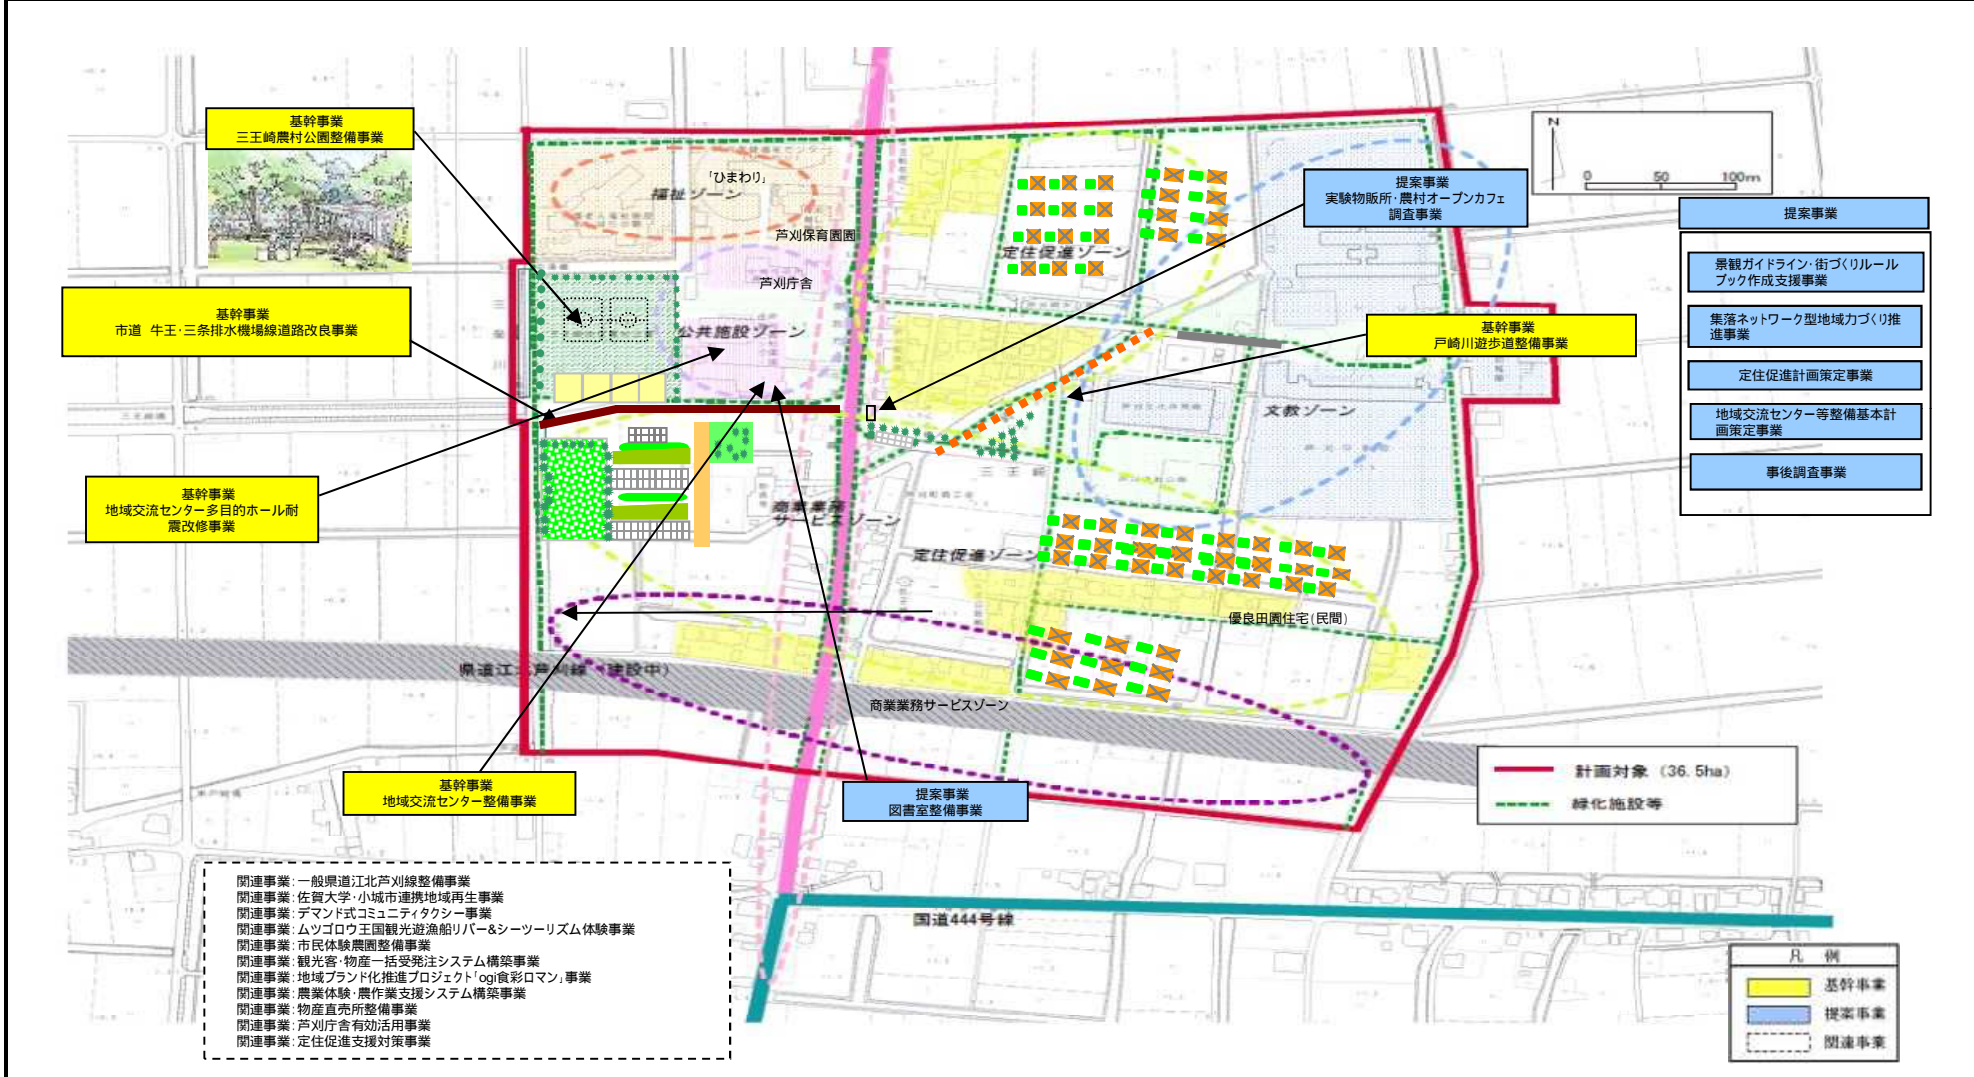 基幹事業
三王崎農村公園整備事業
基幹事業
市道 牛王・三条排水機場線道路改良事業
基幹事業
地域交流センター多目的ホール耐
震改修事業
基幹事業
地域交流センター整備事業
提案事業
図書室整備事業
提案事業
実験物販所・農村オープンカフェ
調査事業
基幹事業
戸崎川遊歩道整備事業
N
0 50 100m
提案事業
景観ガイドライン・街づくりルール
ブック作成支援事業
集落ネットワーク型地域力づくり推
進事業
定住促進計画策定事業
地域交流センター等整備基本計
画策定事業
事後調査事業
「ひまわり」
福祉ゾーン
芦刈保育園園
芦刈庁舎
公共施設ゾーン
定住促進ゾーン
文教ゾーン
三王崎
商業業務
サービスゾーン
定住促進ゾーン
優良田園住宅(民間)
県道江北芦刈線(建設中)
商業業務サービスゾーン
国道444号線
計画対象 (36.5ha)
緑化施設等
関連事業:一般県道江北芦刈線整備事業
関連事業:佐賀大学・小城市連携地域再生事業
関連事業:デマンド式コミュニティタクシー事業
関連事業:ムツゴロウ王国観光遊漁船リバー&シーツーリズム体験事業
関連事業:市民体験農園整備事業
関連事業:観光客・物産一括受発注システム構築事業
関連事業:地域ブランド化推進プロジェクト「ogi食彩ロマン」事業
関連事業:農業体験・農作業支援システム構築事業
関連事業:物産直売所整備事業
関連事業:芦刈庁舎有効活用事業
関連事業:定住促進支援対策事業
凡例
基幹事業
提案事業
関連事業